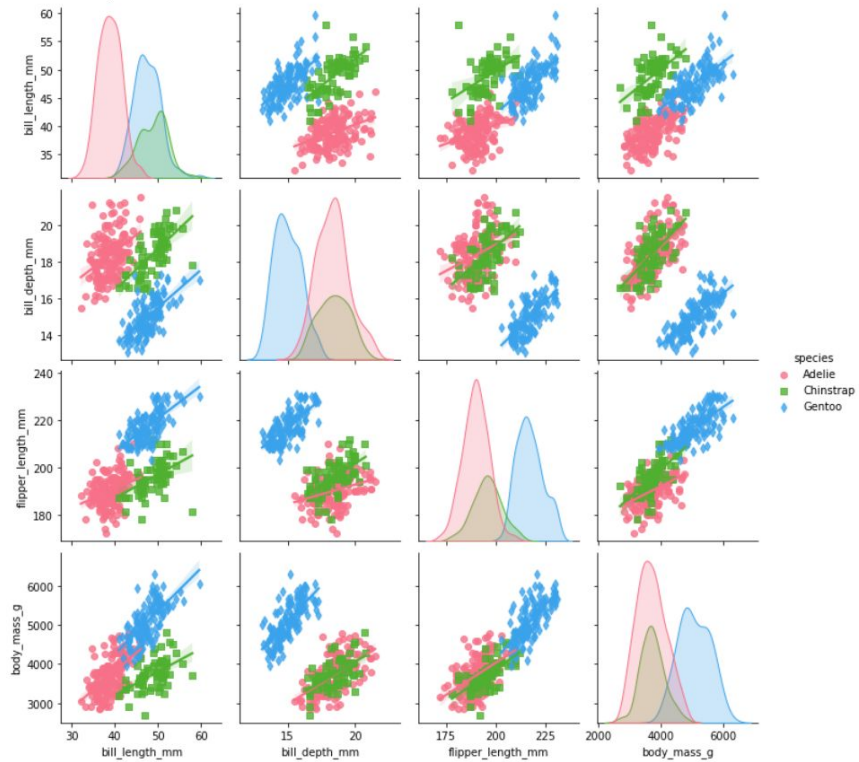 60
55
50
45
40
35
bill_length_mm
20
18
16
14
bill_depth_mm
species
Adelie
Chinstrap
Gentoo
240
220
200
180
flipper_length_mm
6000
5000
4000
3000
body_mass_g
30 40 50 60
15 20
175 200 225
2000 4000 6000
bill_length_mm
bill_depth_mm
flipper_length_mm
body_mass_g